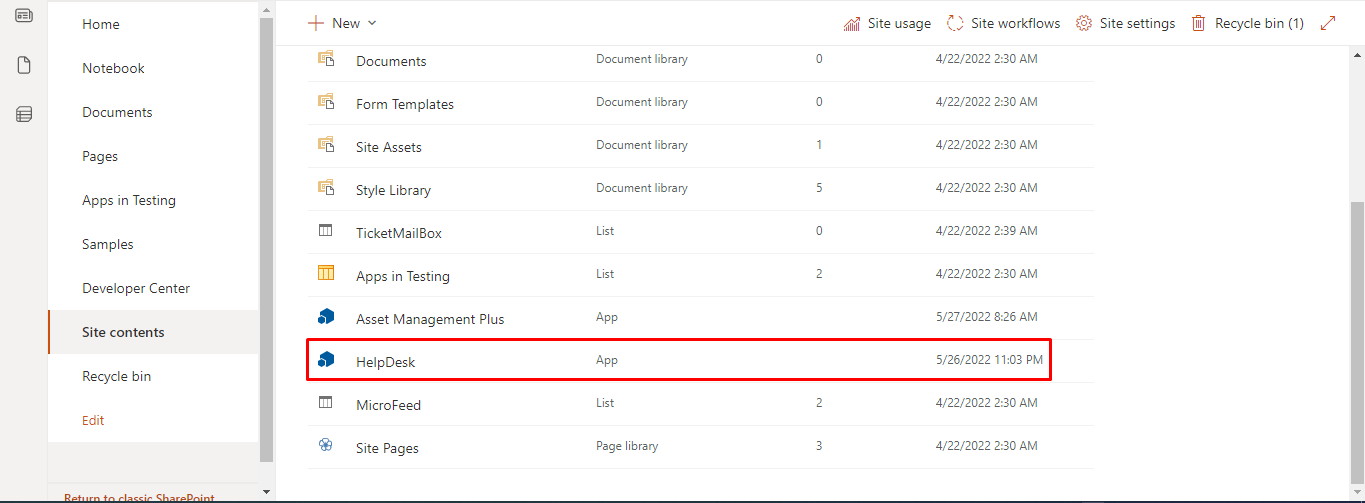 Home
Notebook
Documents
Pages
Apps in Testing
Samples
Developer Center
Site contents
Recycle bin
Edit
Return to classic SharePoint
New
Site usage
Site workflows
Site settings
Recycle bin (1)
Documents Document library 0 4/22/2022 2:30 AM
Form Templates Document library 0 4/22/2022 2:30 AM
Site Assets Document library 1 4/22/2022 2:30 AM
Style Library Document library 5 4/22/2022 2:30 AM
TicketMailBox List 0 4/22/2022 2:39 AM
Apps in Testing List 2 4/22/2022 2:30 AM
Asset Management Plus App 5/27/2022 8:26 AM
HelpDesk App 5/26/2022 11:03 PM
MicroFeed List 2 4/22/2022 2:30 AM
Site Pages Page library 3 4/22/2022 2:30 AM